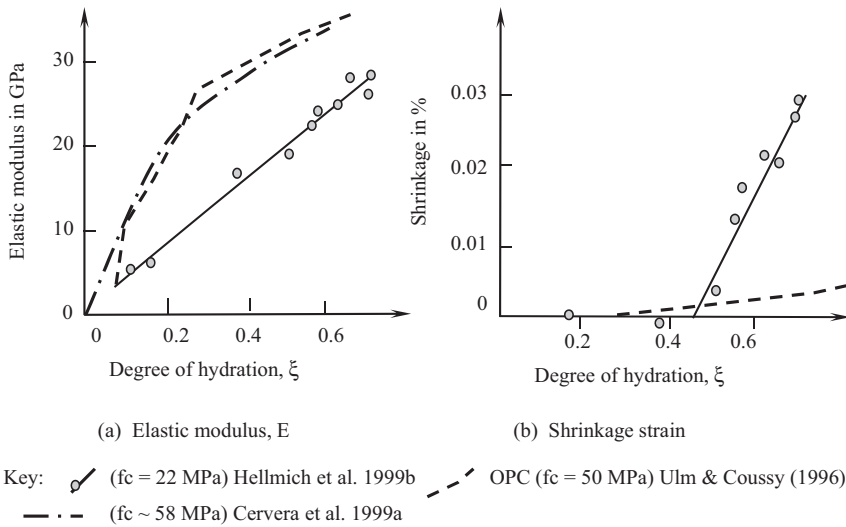 Elastic modulus in GPa
30
20
10
0
0 0.2 0.4 0.6
Degree of hydration, ξ
(a) Elastic modulus, E
Shrinkage in %
0.03
0.02
0.01
0
0.2 0.4 0.6
Degree of hydration, ξ
(b) Shrinkage strain
Key: (fc = 22 MPa) Hellmich et al. 1999b
OPC (fc = 50 MPa) Ulm & Coussy (1996)
(fc ~ 58 MPa) Cervera et al. 1999a